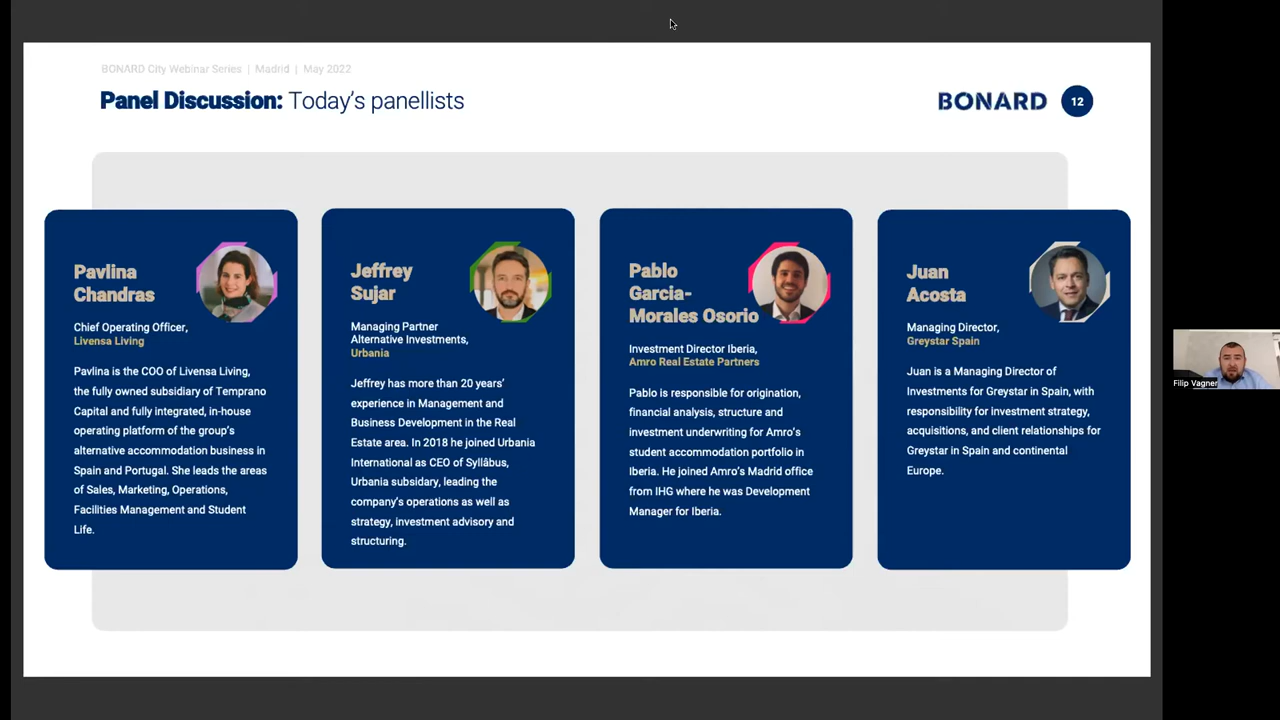 BONARD City Webinar Series | Madrid | May 2022
Panel Discussion: Today's panellists
BONARD
12
Pavlina
Chandras
Chief Operating Officer,
Livensa Living
Pavlina is the COO of Livensa Living,
the fully owned subsidiary of Temprano
Capital and fully integrated, in-house
operating platform of the group's
alternative accommodation business in
Spain and Portugal. She leads the areas
of Sales, Marketing, Operations,
Facilities Management and Student
Life.
Jeffrey
Sujar
Managing Partner
Alternative Investments,
Urbania
Jeffrey has more than 20 years'
experience in Management and
Business Development in the Real
Estate area. In 2018 he joined Urbania
International as CEO of Syllâbus,
Urbania subsidary, leading the
company's operations as well as
strategy, investment advisory and
structuring.
Pablo
Garcia-
Morales Osorio
Investment Director Iberia,
Amro Real Estate Partners
Pablo is responsible for origination,
financial analysis, structure and
investment underwriting for Amro's
student accommodation portfolio in
Iberia. He joined Amro's Madrid office
from IHG where he was Development
Manager for Iberia.
Juan
Acosta
Managing Director,
Greystar Spain
Juan is a Managing Director of
Investments for Greystar in Spain, with
responsibility for investment strategy,
acquisitions, and client relationships for
Greystar in Spain and continental
Europe.
Filip Vagner